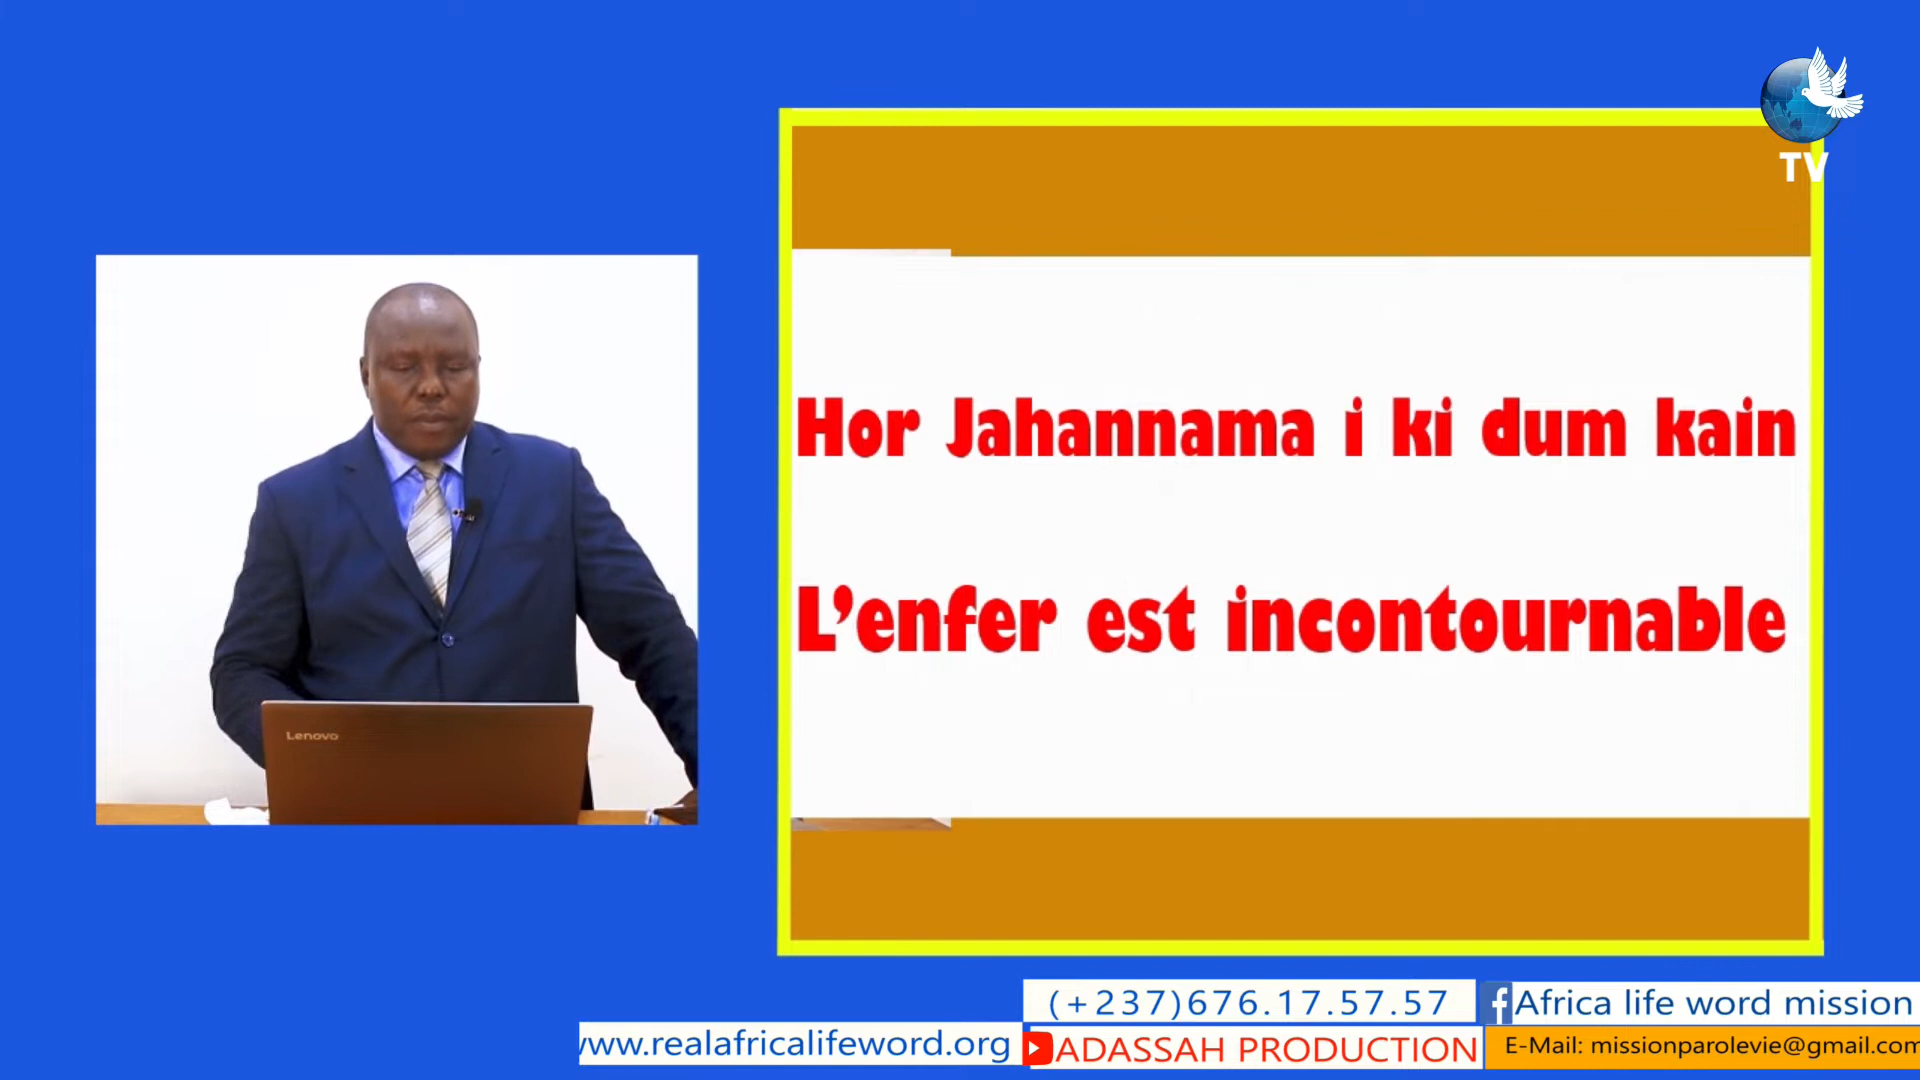 TV
Hor Jahannama i ki dum kain
L’enfer est incontournable
Lenovo
(+237)676.17.57.57
Africa life word mission
www.realafricalifeword.org
ADASSAH PRODUCTION
E-Mail: missionparolevie@gmail.com